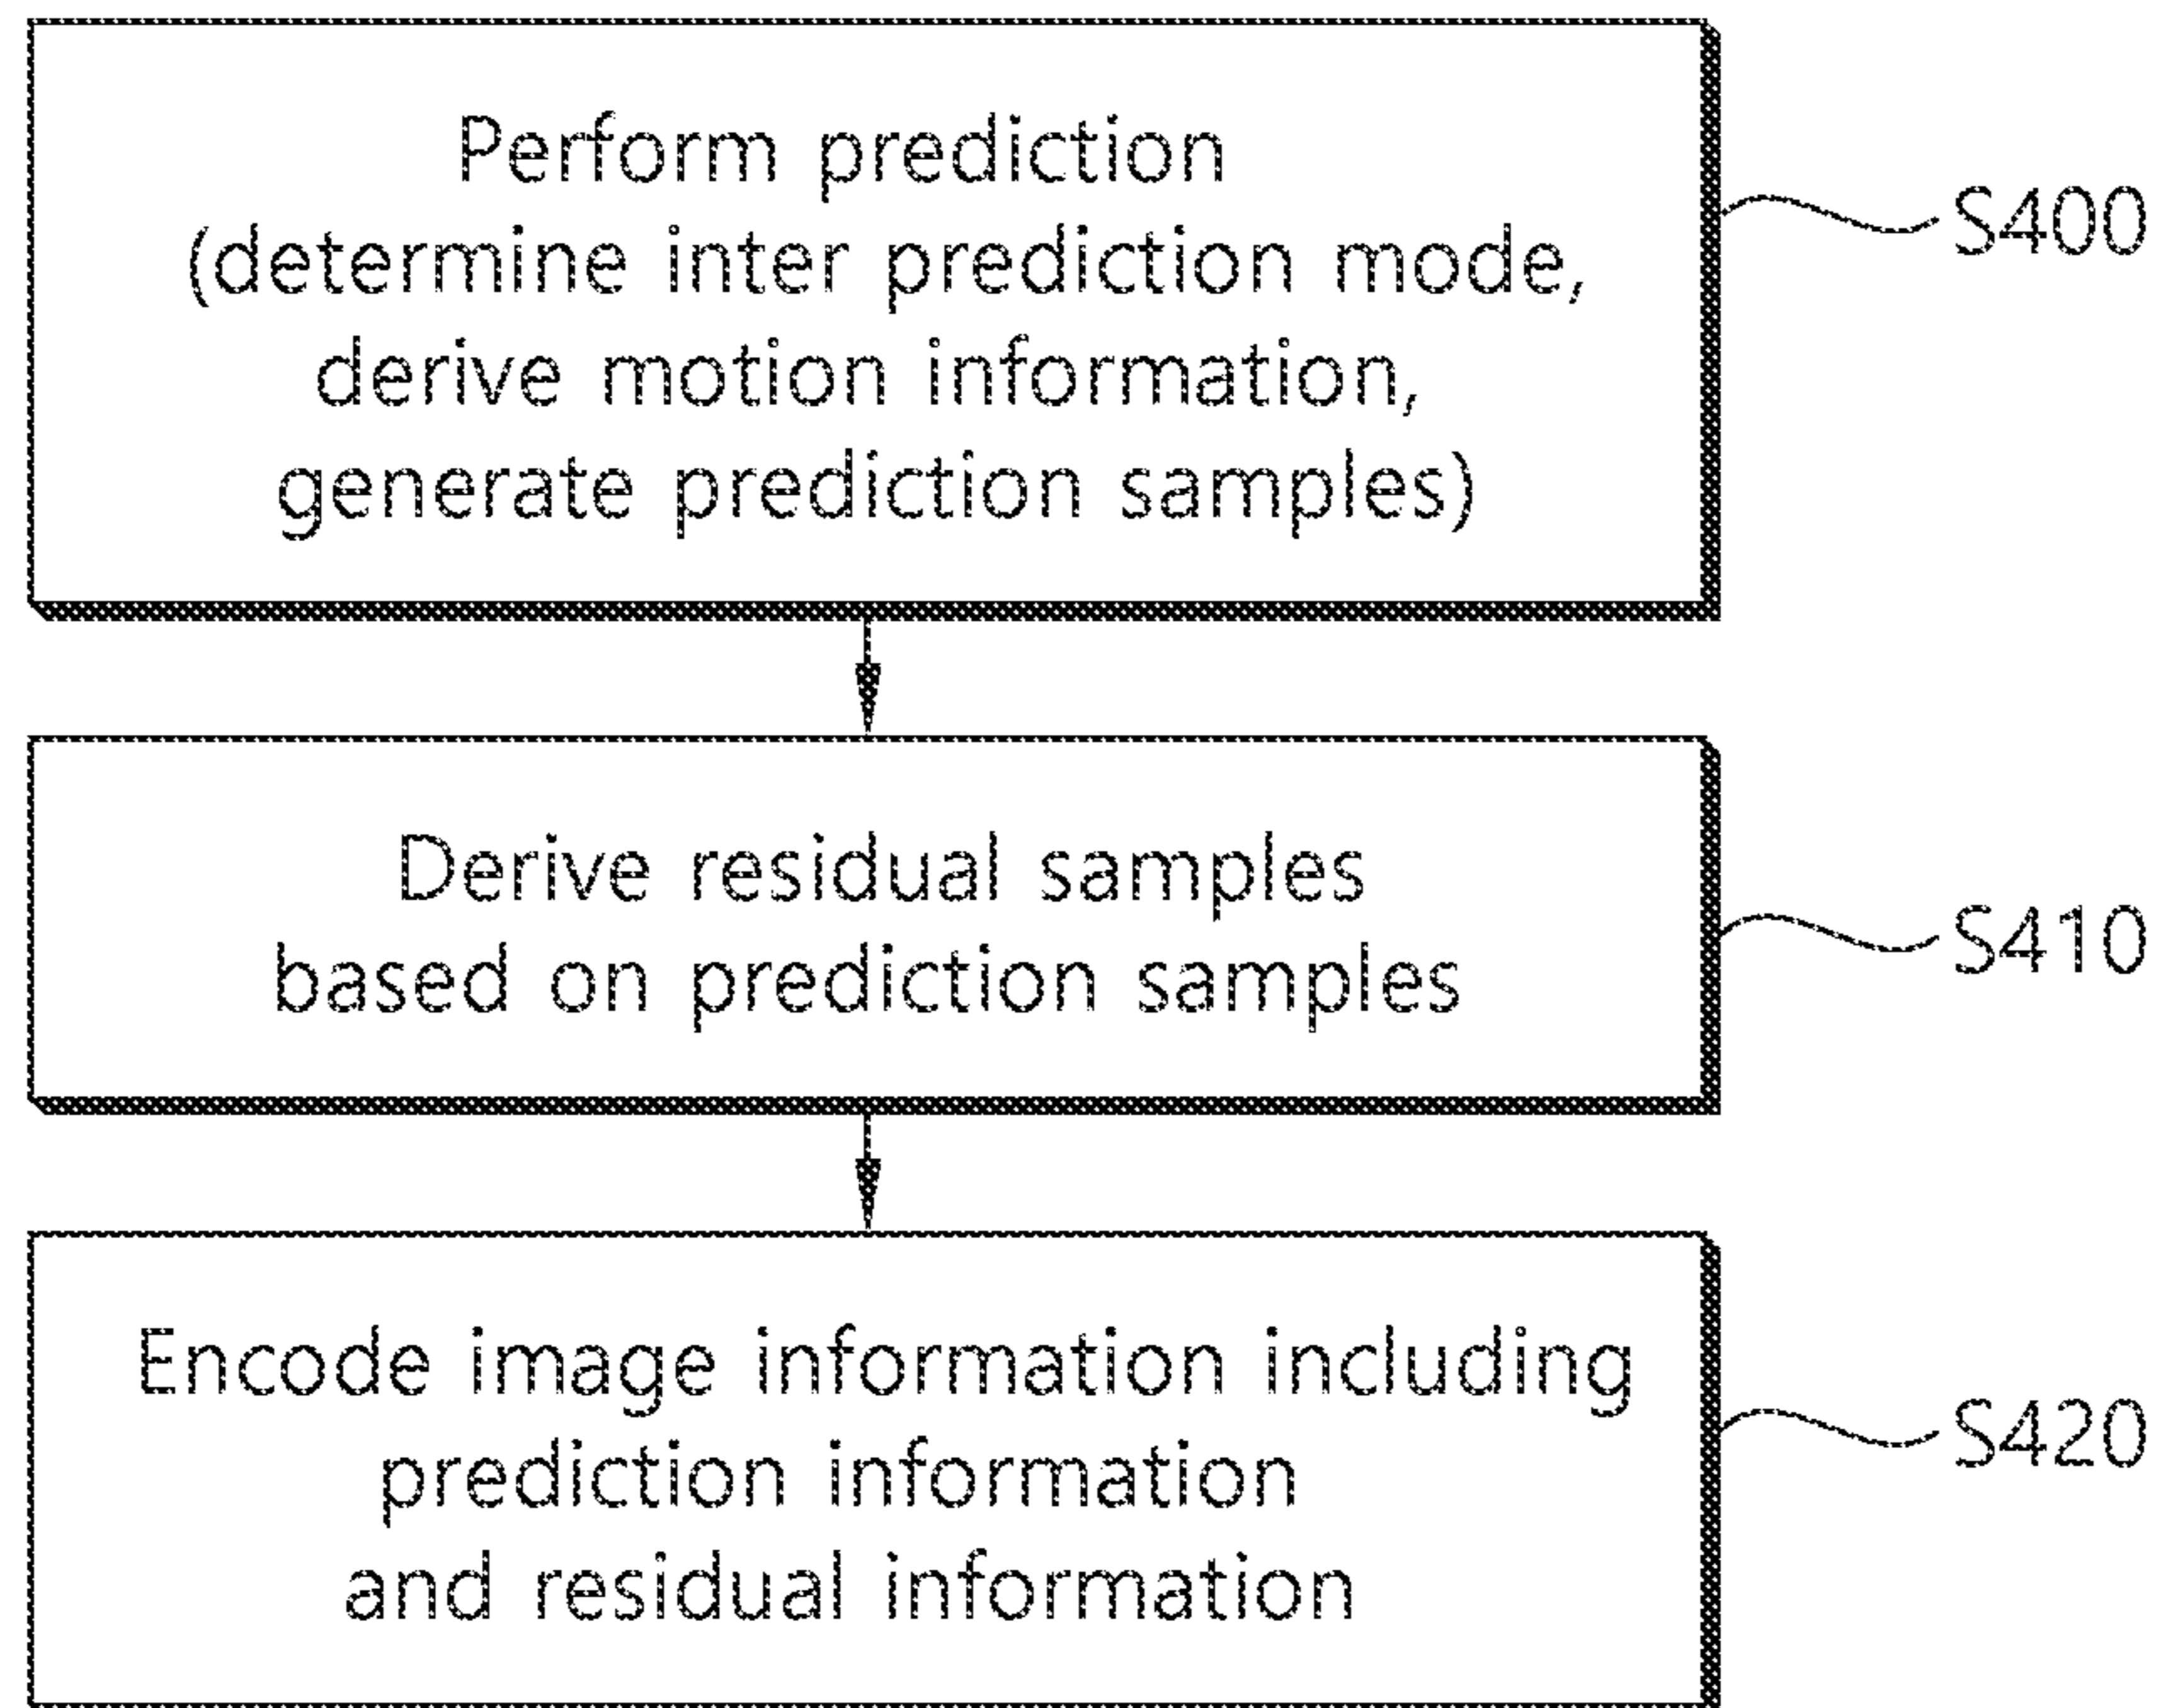 Perform prediction
(determine inter prediction mode,
derive motion information,
generate prediction samples)
S400
Derive residual samples
based on prediction samples
S410
Encode image information including
prediction information
and residual information
S420